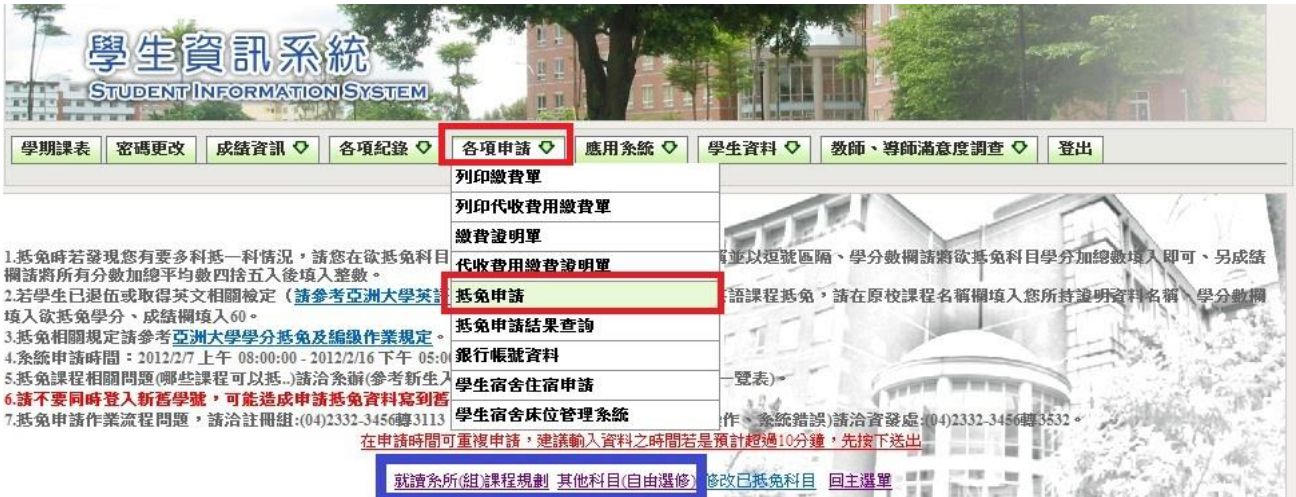 學生資訊系統
STUDENT INFORMATION SYSTEM
學期課表 密碼更改 成績資訊 各項紀錄 各項申請 應用系統 學生資料 教師、導師滿意度調查 登出
列印繳費單
列印代收費用繳費單
繳費證明單
代收費用繳費證明單
抵免申請
抵免申請結果查詢
銀行帳號資料
學生宿舍住宿申請
學生宿舍床位管理系統
1.抵免時若發現您有要多科抵一科情況,請您在欲抵免科目 並以逗號區隔、學分數欄請將欲抵免科目學分加總數填入即可、另成績
欄請將所有分數加總平均數四捨五入後填入整數。
2.若學生已退伍或取得英文相關檢定(請參考亞洲大學英語 語課程抵免,請在原校課程名稱欄填入您所持證明資料名稱、學分數欄
填入欲抵免學分、成績欄填入60。
3.抵免相關規定請參考亞洲大學學分抵免及編級作業規定。
4.系統申請時間:2012/2/7 上午 08:00:00 - 2012/2/16 下午 05:0
5.抵免課程相關問題(哪些課程可以抵..)請洽系辦(參考新生入 一覽表)。
6.請不要同時登入新舊學號,可能造成申請抵免資料寫到舊
7.抵免申請作業流程問題,請洽註冊組:(04)2332-3456轉3113 作、系統錯誤)請洽資發處:(04)2332-3456轉3532。
在申請時間可重複申請,建議輸入資料之時間若是預計超過10分鐘,先按下送出
就讀系所(組)課程規劃 其他科目(自由選修) 修改已抵免科目 回主選單